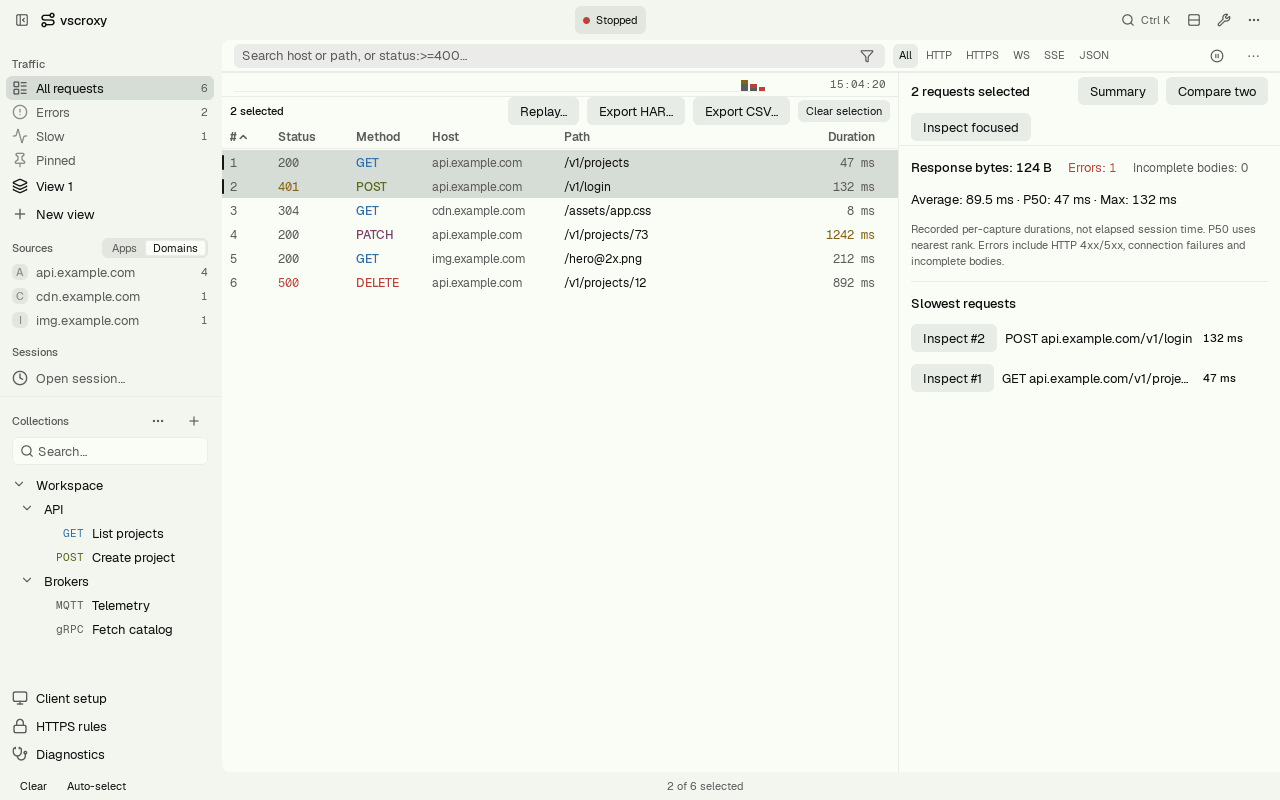 vscroxy
Stopped
Ctrl K
Traffic
All requests 6
Errors 2
Slow 1
Pinned
View 1
New view
Sources Apps Domains
A api.example.com 4
C cdn.example.com 1
I img.example.com 1
Sessions
Open session…
Collections
Search…
Workspace
API
GET List projects
POST Create project
Brokers
MQTT Telemetry
gRPC Fetch catalog
Client setup
HTTPS rules
Diagnostics
Search host or path, or status:>=400…
All HTTP HTTPS WS SSE JSON
15:04:20
2 selected Replay… Export HAR… Export CSV… Clear selection
# Status Method Host Path Duration
1 200 GET api.example.com /v1/projects 47 ms
2 401 POST api.example.com /v1/login 132 ms
3 304 GET cdn.example.com /assets/app.css 8 ms
4 200 PATCH api.example.com /v1/projects/73 1242 ms
5 200 GET img.example.com /hero@2x.png 212 ms
6 500 DELETE api.example.com /v1/projects/12 892 ms
2 requests selected Summary Compare two
Inspect focused
Response bytes: 124 B Errors: 1 Incomplete bodies: 0
Average: 89.5 ms · P50: 47 ms · Max: 132 ms
Recorded per-capture durations, not elapsed session time. P50 uses
nearest rank. Errors include HTTP 4xx/5xx, connection failures and
incomplete bodies.
Slowest requests
Inspect #2 POST api.example.com/v1/login 132 ms
Inspect #1 GET api.example.com/v1/proje… 47 ms
Clear Auto-select 2 of 6 selected